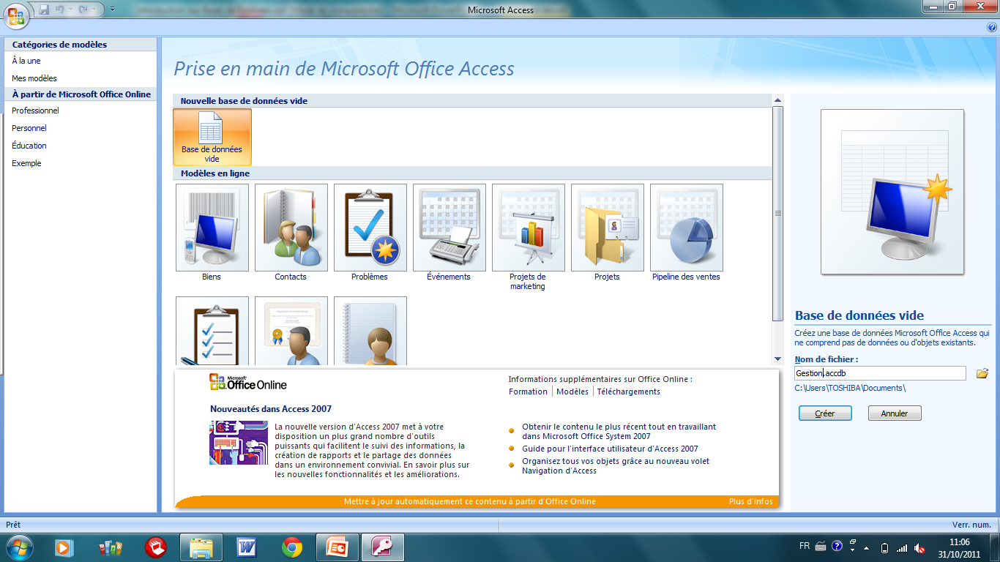 Microsoft Access
Catégories de modèles
À la une
Mes modèles
À partir de Microsoft Office Online
Professionnel
Personnel
Éducation
Exemple
Prise en main de Microsoft Office Access
Nouvelle base de données vide
Base de données
vide
Modèles en ligne
Biens
Contacts
Problèmes
Événements
Projets de
marketing
Projets
Pipeline des ventes
Microsoft
Office Online
Nouveautés dans Access 2007
La nouvelle version d'Access 2007 met à votre
disposition un plus grand nombre d'outils
puissants qui facilitent le suivi des informations, la
création de rapports et le partage des données
dans un environnement convivial. En savoir plus sur
les nouvelles fonctionnalités et les améliorations.
Informations supplémentaires sur Office Online :
Formation | Modèles | Téléchargements
Obtenir le contenu le plus récent tout en travaillant
dans Microsoft Office System 2007
Guide pour l'interface utilisateur d'Access 2007
Organisez tous vos objets grâce au nouveau volet
Navigation d'Access
Mettre à jour automatiquement ce contenu à partir d'Office Online
Plus d'infos
Base de données vide
Créez une base de données Microsoft Office Access qui
ne comprend pas de données ou d'objets existants.
Nom de fichier :
Gestion.accdb
C:\Users\TOSHIBA\Documents\
Créer
Annuler
Prêt
Verr. num.
FR
11:06
31/10/2011